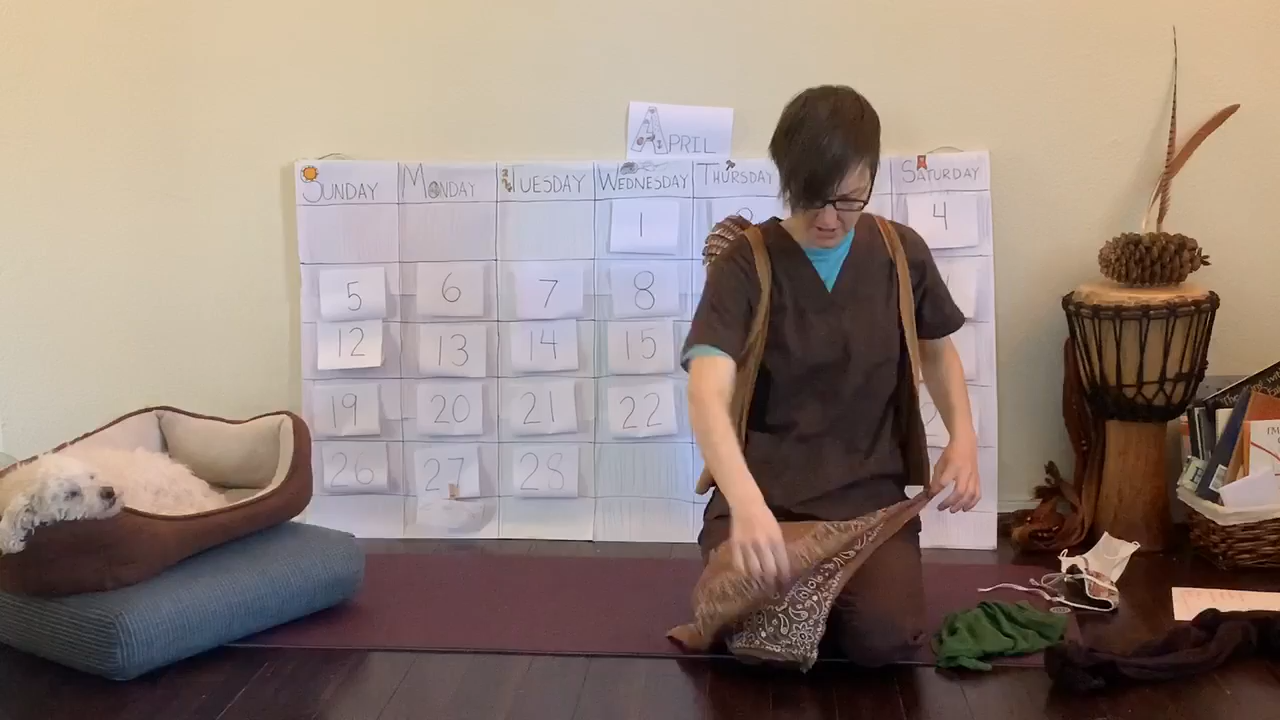 APRIL
SUNDAY MONDAY TUESDAY WEDNESDAY THURSDAY SATURDAY
1 4
5 6 7 8
12 13 14 15
19 20 21 22
26 27 28